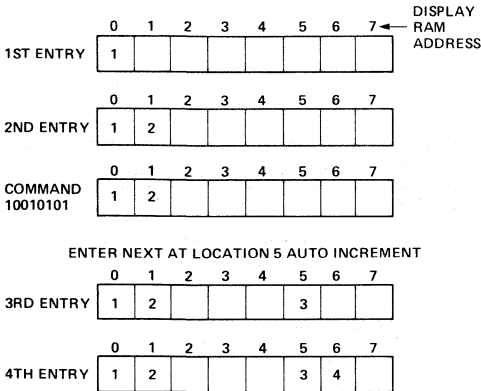 DISPLAY
0 1 2 3 4 5 6 7 RAM
ADDRESS
1ST ENTRY 1
0 1 2 3 4 5 6 7
2ND ENTRY 1 2
0 1 2 3 4 5 6 7
COMMAND
10010101 1 2
ENTER NEXT AT LOCATION 5 AUTO INCREMENT
0 1 2 3 4 5 6 7
3RD ENTRY 1 2 3
0 1 2 3 4 5 6 7
4TH ENTRY 1 2 3 4